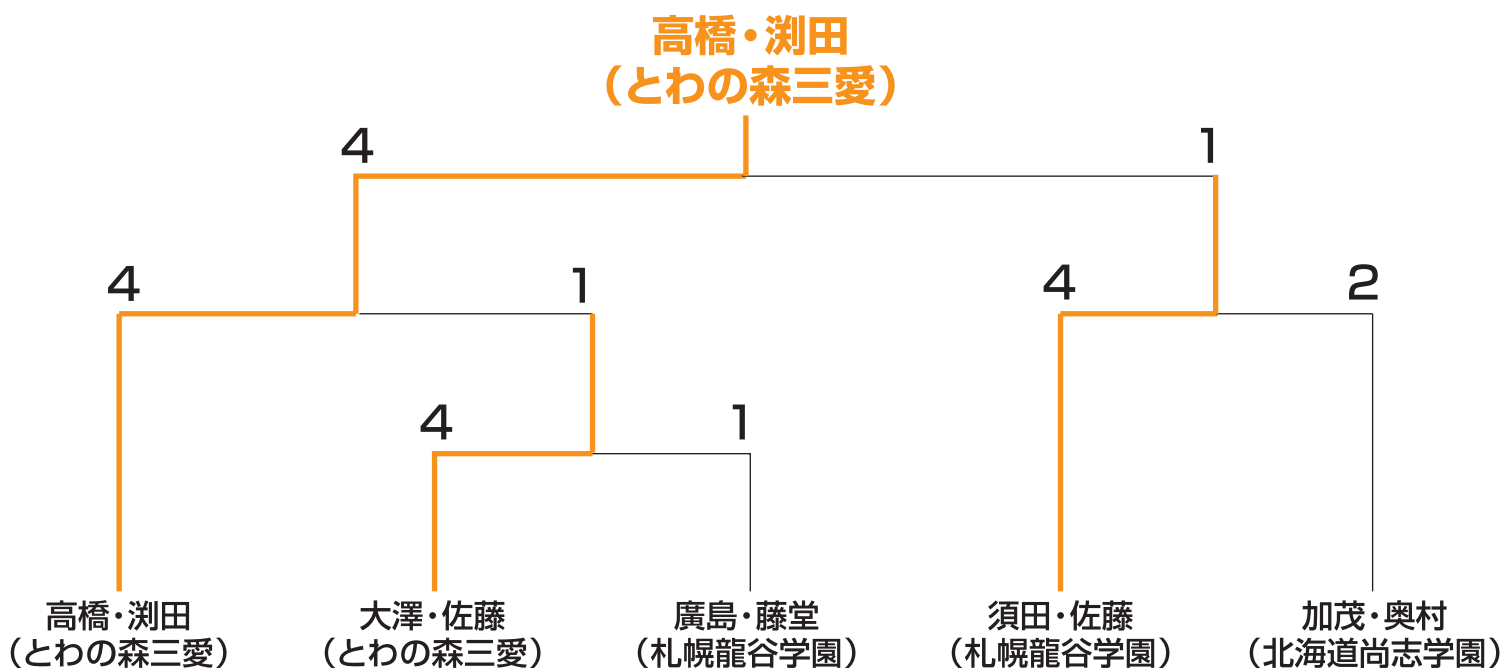 高橋・渕田
（とわの森三愛）
4
1
4
1
4
2
4
1
高橋・渕田
（とわの森三愛）
大澤・佐藤
（とわの森三愛）
廣島・藤堂
（札幌龍谷学園）
須田・佐藤
（札幌龍谷学園）
加茂・奥村
（北海道尚志学園）